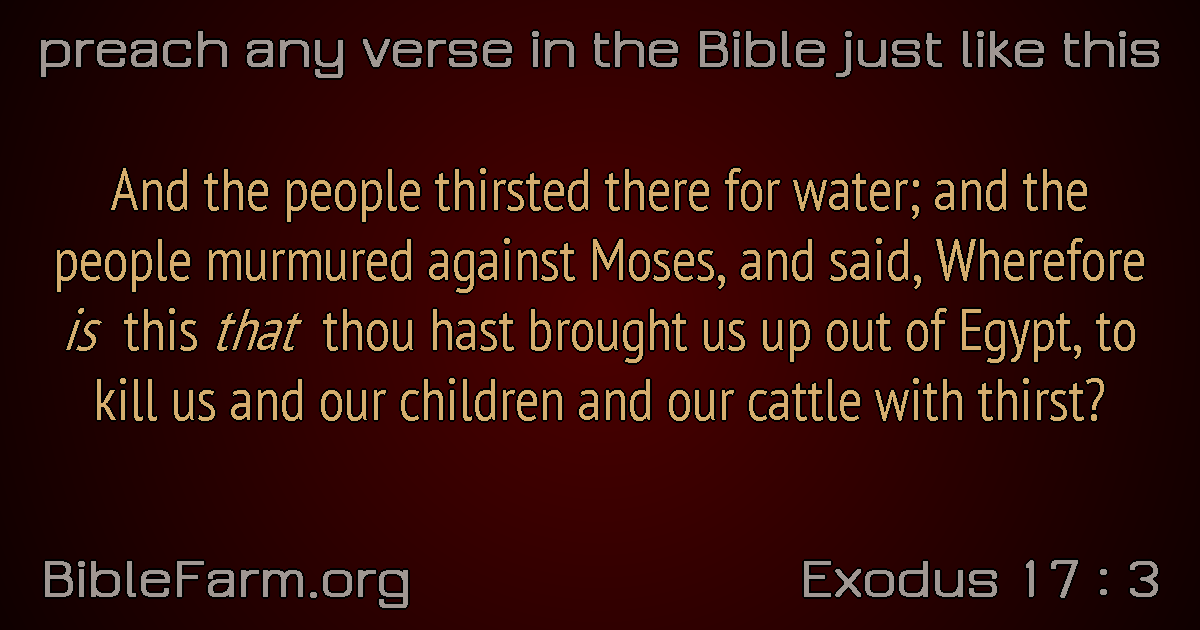 preach any verse in the Bible just like this
And the people thirsted there for water; and the
people murmured against Moses, and said, Wherefore
is this that thou hast brought us up out of Egypt, to
kill us and our children and our cattle with thirst?
BibleFarm.org
Exodus 17 : 3